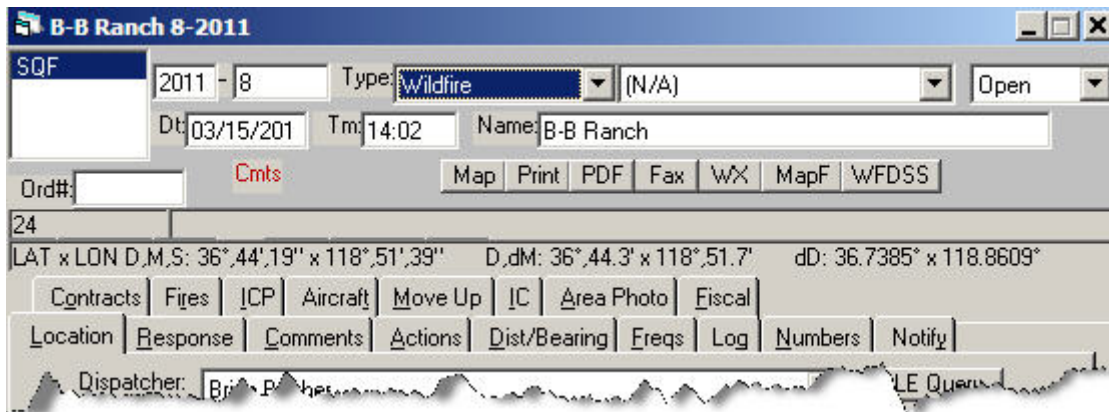 B-B Ranch 8-2011
SQF
2011 - 8 Type: Wildfire (N/A) Open
Dt: 03/15/201 Tm: 14:02 Name: B-B Ranch
Ord#: Cmts Map Print PDF Fax WX MapF WFDSS
24
LAT x LON D,M,S: 36°,44',19" x 118°,51',39" D,dM: 36°,44.3' x 118°,51.7' dD: 36.7385° x 118.8609°
Contracts Fires ICP Aircraft Move Up IC Area Photo Fiscal
Location Response Comments Actions Dist/Bearing Freqs Log Numbers Notify
Dispatcher: